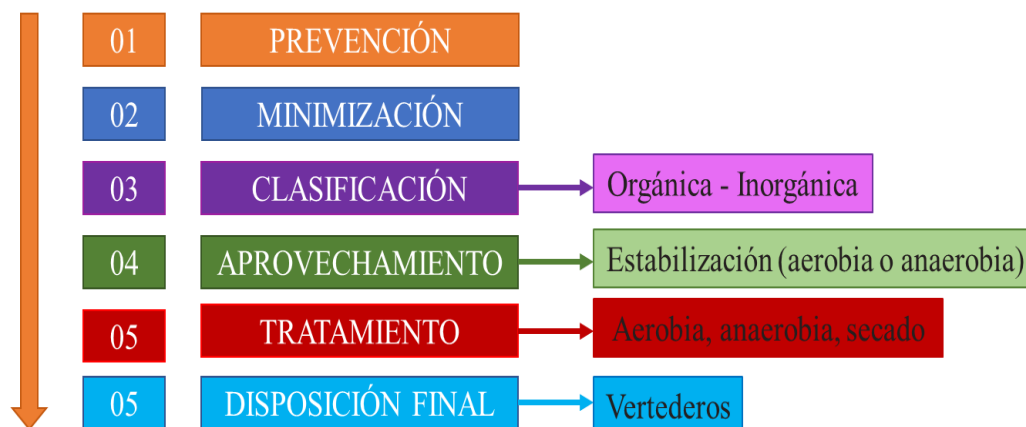 01 PREVENCIÓN
02 MINIMIZACIÓN
03 CLASIFICACIÓN Orgánica - Inorgánica
04 APROVECHAMIENTO Estabilización (aerobia o anaerobia)
05 TRATAMIENTO Aerobia, anaerobia, secado
05 DISPOSICIÓN FINAL Vertederos